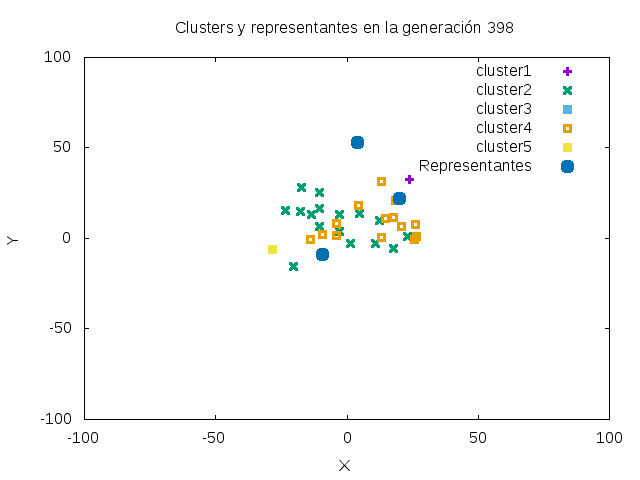 Clusters y representantes en la generación 398
100
50
0
-50
-100
-100
-50
0
50
100
Y
X
cluster1
cluster2
cluster3
cluster4
cluster5
Representantes